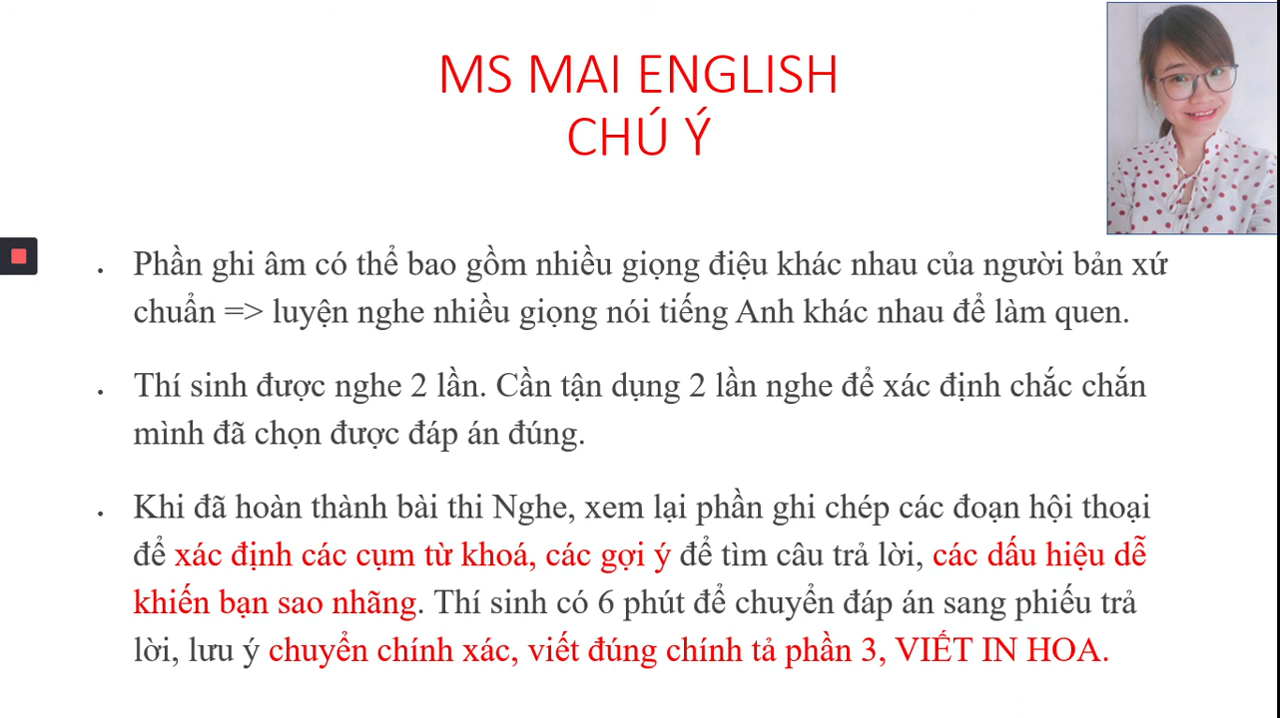 MS MAI ENGLISH
CHÚ Ý
. Phần ghi âm có thể bao gồm nhiều giọng điệu khác nhau của người bản xứ
chuẩn => luyện nghe nhiều giọng nói tiếng Anh khác nhau để làm quen.
. Thí sinh được nghe 2 lần. Cần tận dụng 2 lần nghe để xác định chắc chắn
mình đã chọn được đáp án đúng.
. Khi đã hoàn thành bài thi Nghe, xem lại phần ghi chép các đoạn hội thoại
để xác định các cụm từ khoá, các gợi ý để tìm câu trả lời, các dấu hiệu dễ
khiến bạn sao nhãng. Thí sinh có 6 phút để chuyển đáp án sang phiếu trả
lời, lưu ý chuyển chính xác, viết đúng chính tả phần 3, VIẾT IN HOA.